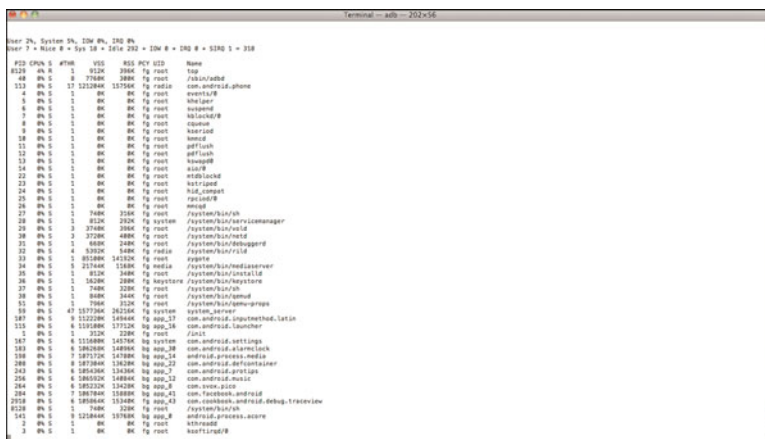 Terminal — adb — 202×56
User 2%, System 5%, IOW 0%, IRQ 0%
User 7 + Nice 0 + Sys 18 + Idle 292 + IOW 0 + IRQ 0 + SIRQ 1 = 318
PID CPU% S #THR VSS RSS PCY UID Name
8129 4% R 1 912K 396K fg root top
40 0% S 8 7760K 300K fg root /sbin/adbd
113 0% S 17 121204K 15756K fg radio com.android.phone
4 0% S 1 0K 0K fg root events/0
5 0% S 1 0K 0K fg root khelper
6 0% S 1 0K 0K fg root suspend
7 0% S 1 0K 0K fg root kblockd/0
8 0% S 1 0K 0K fg root cqueue
9 0% S 1 0K 0K fg root kseriod
10 0% S 1 0K 0K fg root kmmcd
11 0% S 1 0K 0K fg root pdflush
12 0% S 1 0K 0K fg root pdflush
13 0% S 1 0K 0K fg root kswapd0
14 0% S 1 0K 0K fg root aio/0
22 0% S 1 0K 0K fg root mtdblockd
23 0% S 1 0K 0K fg root kstriped
24 0% S 1 0K 0K fg root hid_compat
25 0% S 1 0K 0K fg root rpciod/0
26 0% S 1 0K 0K fg root mmcqd
27 0% S 1 740K 316K fg root /system/bin/sh
28 0% S 1 812K 292K fg system /system/bin/servicemanager
29 0% S 3 3740K 396K fg root /system/bin/vold
30 0% S 3 3720K 400K fg root /system/bin/netd
31 0% S 1 668K 240K fg root /system/bin/debuggerd
32 0% S 4 5392K 540K fg radio /system/bin/rild
33 0% S 1 85100K 14192K fg root zygote
34 0% S 5 21744K 1168K fg media /system/bin/mediaserver
35 0% S 1 812K 340K fg root /system/bin/installd
36 0% S 1 1620K 280K fg keystore /system/bin/keystore
37 0% S 1 740K 328K fg root /system/bin/sh
38 0% S 1 840K 344K fg root /system/bin/qemud
51 0% S 1 796K 312K fg root /system/bin/qemu-props
59 0% S 47 157736K 26216K fg system system_server
107 0% S 9 112220K 14944K fg app_17 com.android.inputmethod.latin
115 0% S 6 119180K 17712K bg app_16 com.android.launcher
1 0% S 1 312K 220K fg root /init
167 0% S 6 111600K 14576K bg system com.android.settings
183 0% S 6 106268K 14096K bg app_30 com.android.alarmclock
198 0% S 7 107172K 14780K bg app_14 android.process.media
208 0% S 8 107304K 13620K bg app_22 com.android.defcontainer
243 0% S 6 105436K 13436K bg app_7 com.android.protips
256 0% S 6 106592K 14084K bg app_12 com.android.music
264 0% S 6 105232K 13420K bg app_8 com.svox.pico
284 0% S 7 106704K 15888K bg app_41 com.facebook.android
2918 0% S 6 105864K 15340K fg app_43 com.cookbook.android.debug.traceview
8128 0% S 1 740K 328K fg root /system/bin/sh
141 0% S 9 121044K 19768K bg app_0 android.process.acore
2 0% S 1 0K 0K fg root kthreadd
3 0% S 1 0K 0K fg root ksoftirqd/0